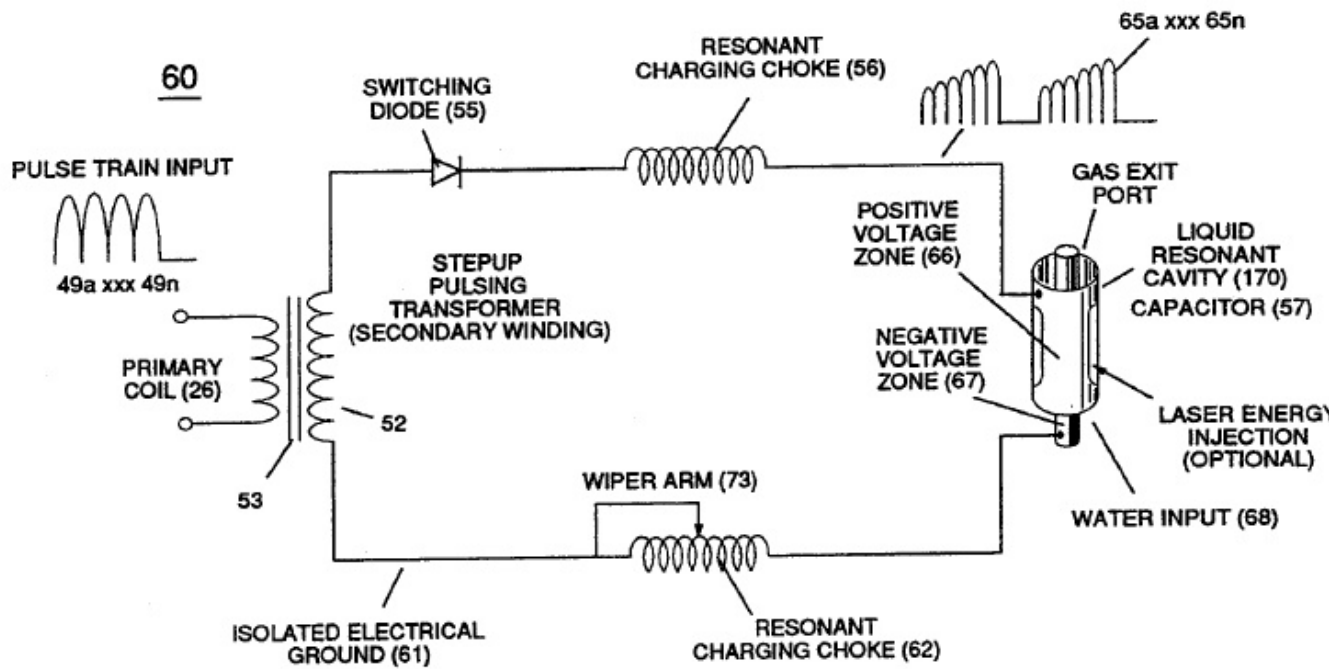 60
PULSE TRAIN INPUT
49a xxx 49n
PRIMARY
COIL (26)
53
52
STEPUP
PULSING
TRANSFORMER
(SECONDARY WINDING)
SWITCHING
DIODE (55)
RESONANT
CHARGING CHOKE (56)
65a xxx 65n
GAS EXIT
PORT
POSITIVE
VOLTAGE
ZONE (66)
LIQUID
RESONANT
CAVITY (170)
CAPACITOR (57)
NEGATIVE
VOLTAGE
ZONE (67)
LASER ENERGY
INJECTION
(OPTIONAL)
WATER INPUT (68)
WIPER ARM (73)
ISOLATED ELECTRICAL
GROUND (61)
RESONANT
CHARGING CHOKE (62)